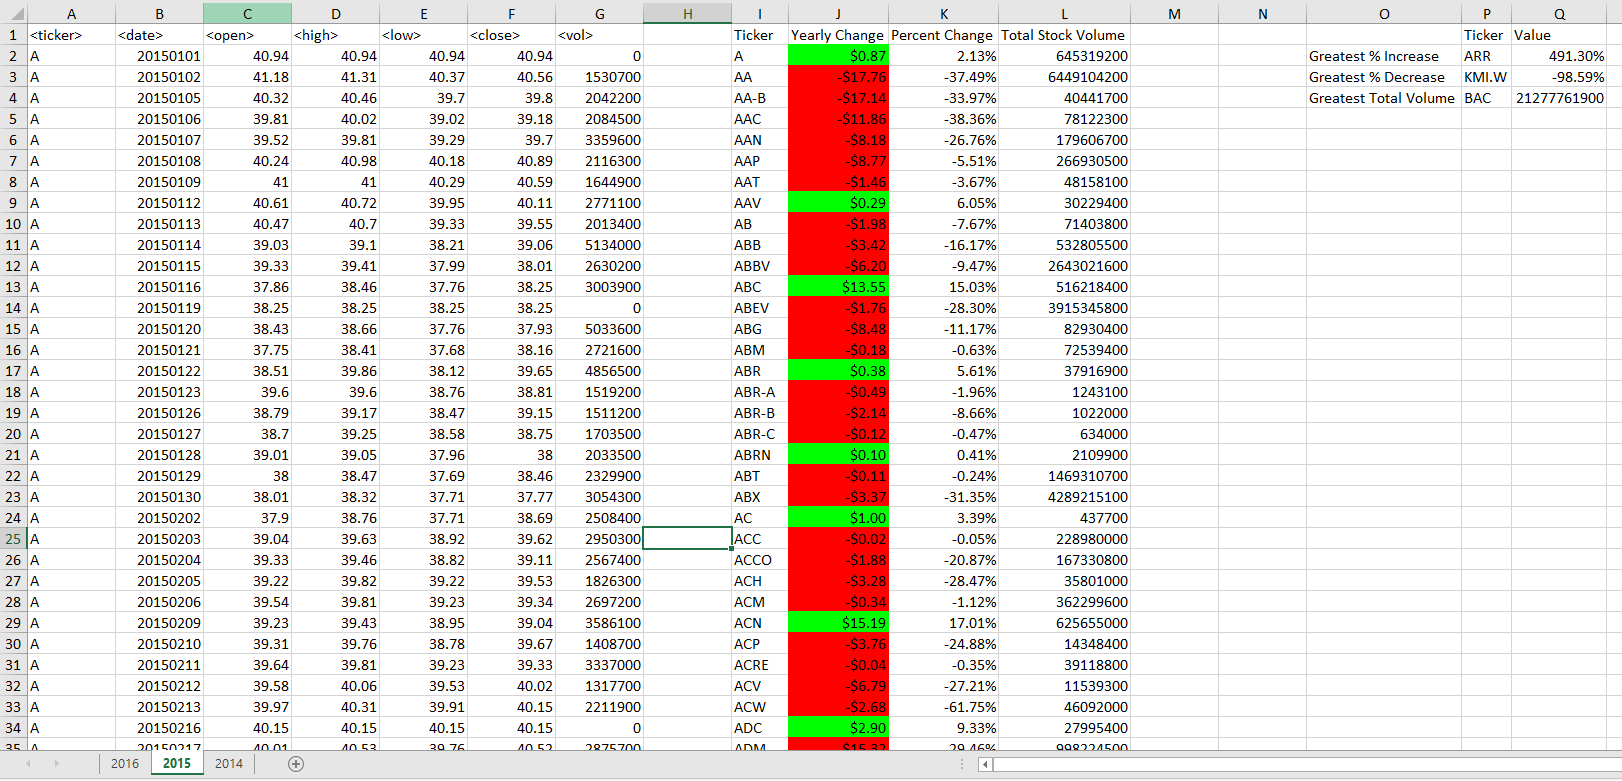 A B C D E F G H I J K L M N O P Q
1 <ticker> <date> <open> <high> <low> <close> <vol> Ticker Yearly Change Percent Change Total Stock Volume Ticker Value
2 A 20150101 40.94 40.94 40.94 40.94 0 A $0.87 2.13% 645319200 Greatest % Increase ARR 491.30%
3 A 20150102 41.18 41.31 40.37 40.56 1530700 AA -$17.76 -37.49% 6449104200 Greatest % Decrease KMI.W -98.59%
4 A 20150105 40.32 40.46 39.7 39.8 2042200 AA-B -$17.14 -33.97% 40441700 Greatest Total Volume BAC 21277761900
5 A 20150106 39.81 40.02 39.02 39.18 2084500 AAC -$11.86 -38.36% 78122300
6 A 20150107 39.52 39.81 39.29 39.7 3359600 AAN -$8.18 -26.76% 179606700
7 A 20150108 40.24 40.98 40.18 40.89 2116300 AAP -$8.77 -5.51% 266930500
8 A 20150109 41 41 40.29 40.59 1644900 AAT -$1.46 -3.67% 48158100
9 A 20150112 40.61 40.72 39.95 40.11 2771100 AAV $0.29 6.05% 30229400
10 A 20150113 40.47 40.7 39.33 39.55 2013400 AB -$1.98 -7.67% 71403800
11 A 20150114 39.03 39.1 38.21 39.06 5134000 ABB -$3.42 -16.17% 532805500
12 A 20150115 39.33 39.41 37.99 38.01 2630200 ABBV -$6.20 -9.47% 2643021600
13 A 20150116 37.86 38.46 37.76 38.25 3003900 ABC $13.55 15.03% 516218400
14 A 20150119 38.25 38.25 38.25 38.25 0 ABEV -$1.76 -28.30% 3915345800
15 A 20150120 38.43 38.66 37.76 37.93 5033600 ABG -$8.48 -11.17% 82930400
16 A 20150121 37.75 38.41 37.68 38.16 2721600 ABM -$0.18 -0.63% 72539400
17 A 20150122 38.51 39.86 38.12 39.65 4856500 ABR $0.38 5.61% 37916900
18 A 20150123 39.6 39.6 38.76 38.81 1519200 ABR-A -$0.49 -1.96% 1243100
19 A 20150126 38.79 39.17 38.47 39.15 1511200 ABR-B -$2.14 -8.66% 1022000
20 A 20150127 38.7 39.25 38.58 38.75 1703500 ABR-C -$0.12 -0.47% 634000
21 A 20150128 39.01 39.05 37.96 38 2033500 ABRN $0.10 0.41% 2109900
22 A 20150129 38 38.47 37.69 38.46 2329900 ABT -$0.11 -0.24% 1469310700
23 A 20150130 38.01 38.32 37.71 37.77 3054300 ABX -$3.37 -31.35% 4289215100
24 A 20150202 37.9 38.76 37.71 38.69 2508400 AC $1.00 3.39% 437700
25 A 20150203 39.04 39.63 38.92 39.62 2950300 ACC -$0.02 -0.05% 228980000
26 A 20150204 39.33 39.46 38.82 39.11 2567400 ACCO -$1.88 -20.87% 167330800
27 A 20150205 39.22 39.82 39.22 39.53 1826300 ACH -$3.28 -28.47% 35801000
28 A 20150206 39.54 39.81 39.23 39.34 2697200 ACM -$0.34 -1.12% 362299600
29 A 20150209 39.23 39.43 38.95 39.04 3586100 ACN $15.19 17.01% 625655000
30 A 20150210 39.31 39.76 38.78 39.67 1408700 ACP -$3.76 -24.88% 14348400
31 A 20150211 39.64 39.81 39.23 39.33 3337000 ACRE -$0.04 -0.35% 39118800
32 A 20150212 39.58 40.06 39.53 40.02 1317700 ACV -$6.79 -27.21% 11539300
33 A 20150213 39.97 40.31 39.91 40.15 2211900 ACW -$2.68 -61.75% 46092000
34 A 20150216 40.15 40.15 40.15 40.15 0 ADC $2.90 9.33% 27995400
35 A 20150217 40.01 40.53 39.76 40.52 2875700 ADM -$15.32 -29.46% 998224500
2016 2015 2014